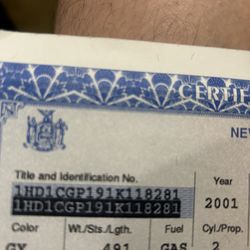 CERTIFI
NE
Title and Identification No.
Year
1HD1CGP191K118281
1HD1CGP191K118281
2001
Color Wt./Sts./Lgth. Fuel Cyl./Prop.
GY 491 GAS 2